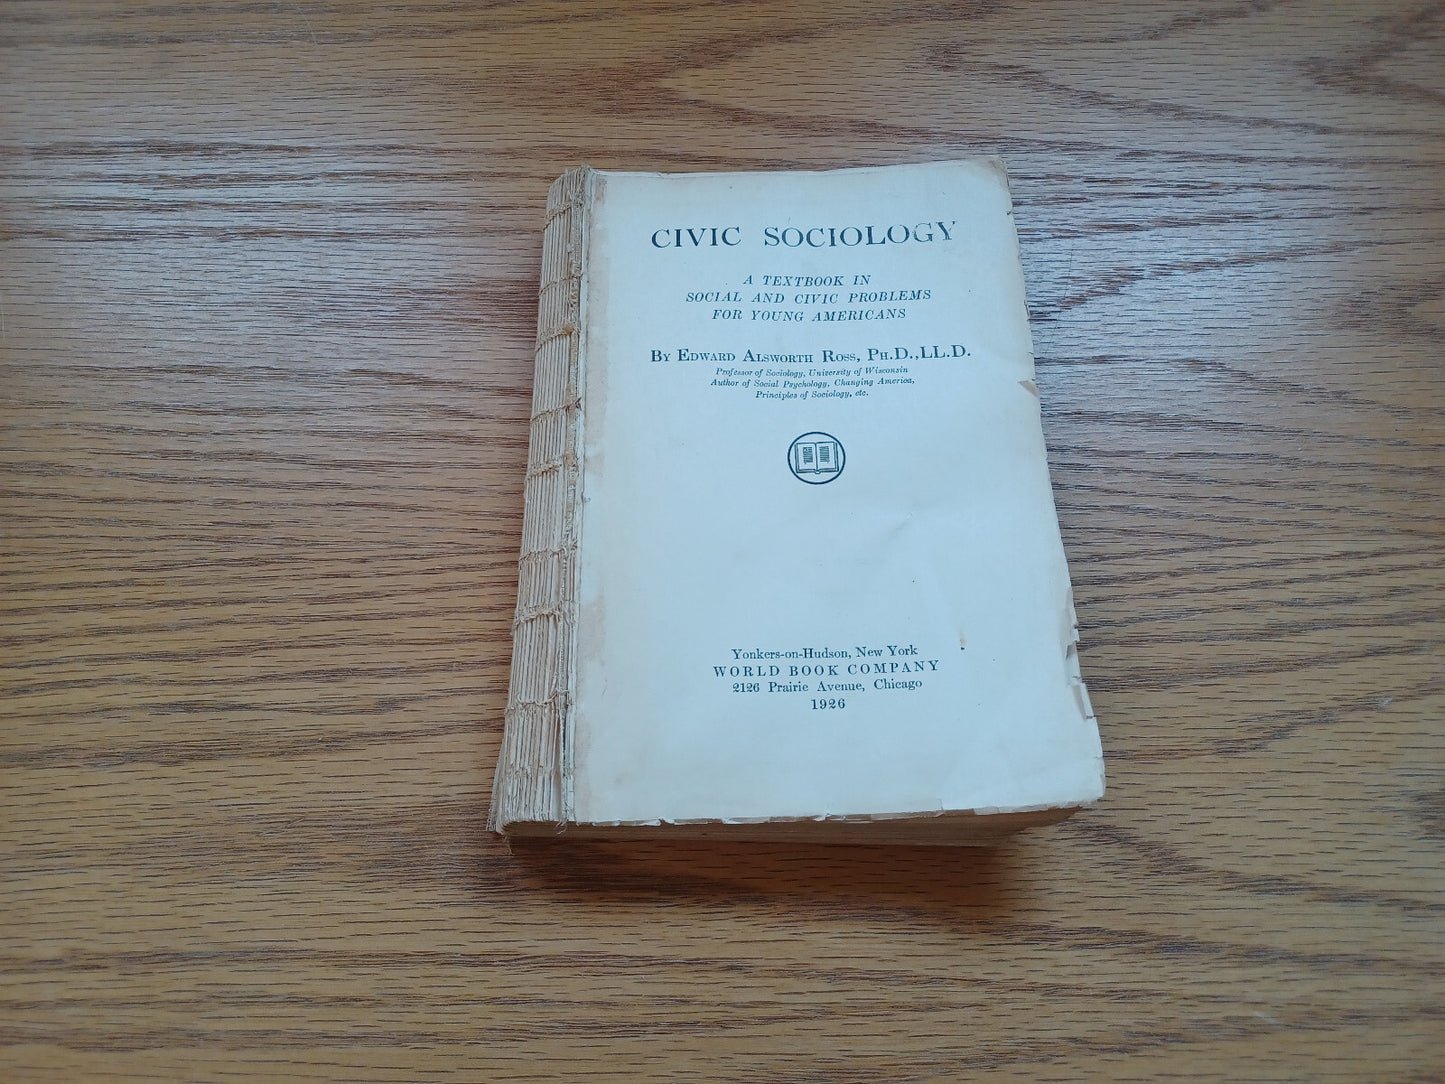 CIVIC SOCIOLOGY
A TEXTBOOK IN
SOCIAL AND CIVIC PROBLEMS
FOR YOUNG AMERICANS
By Edward Alsworth Ross, Ph.D., LL.D.
Professor of Sociology, University of Wisconsin
Author of Social Psychology, Changing America,
Principles of Sociology, etc.
Yonkers-on-Hudson, New York
WORLD BOOK COMPANY
2126 Prairie Avenue, Chicago
1926